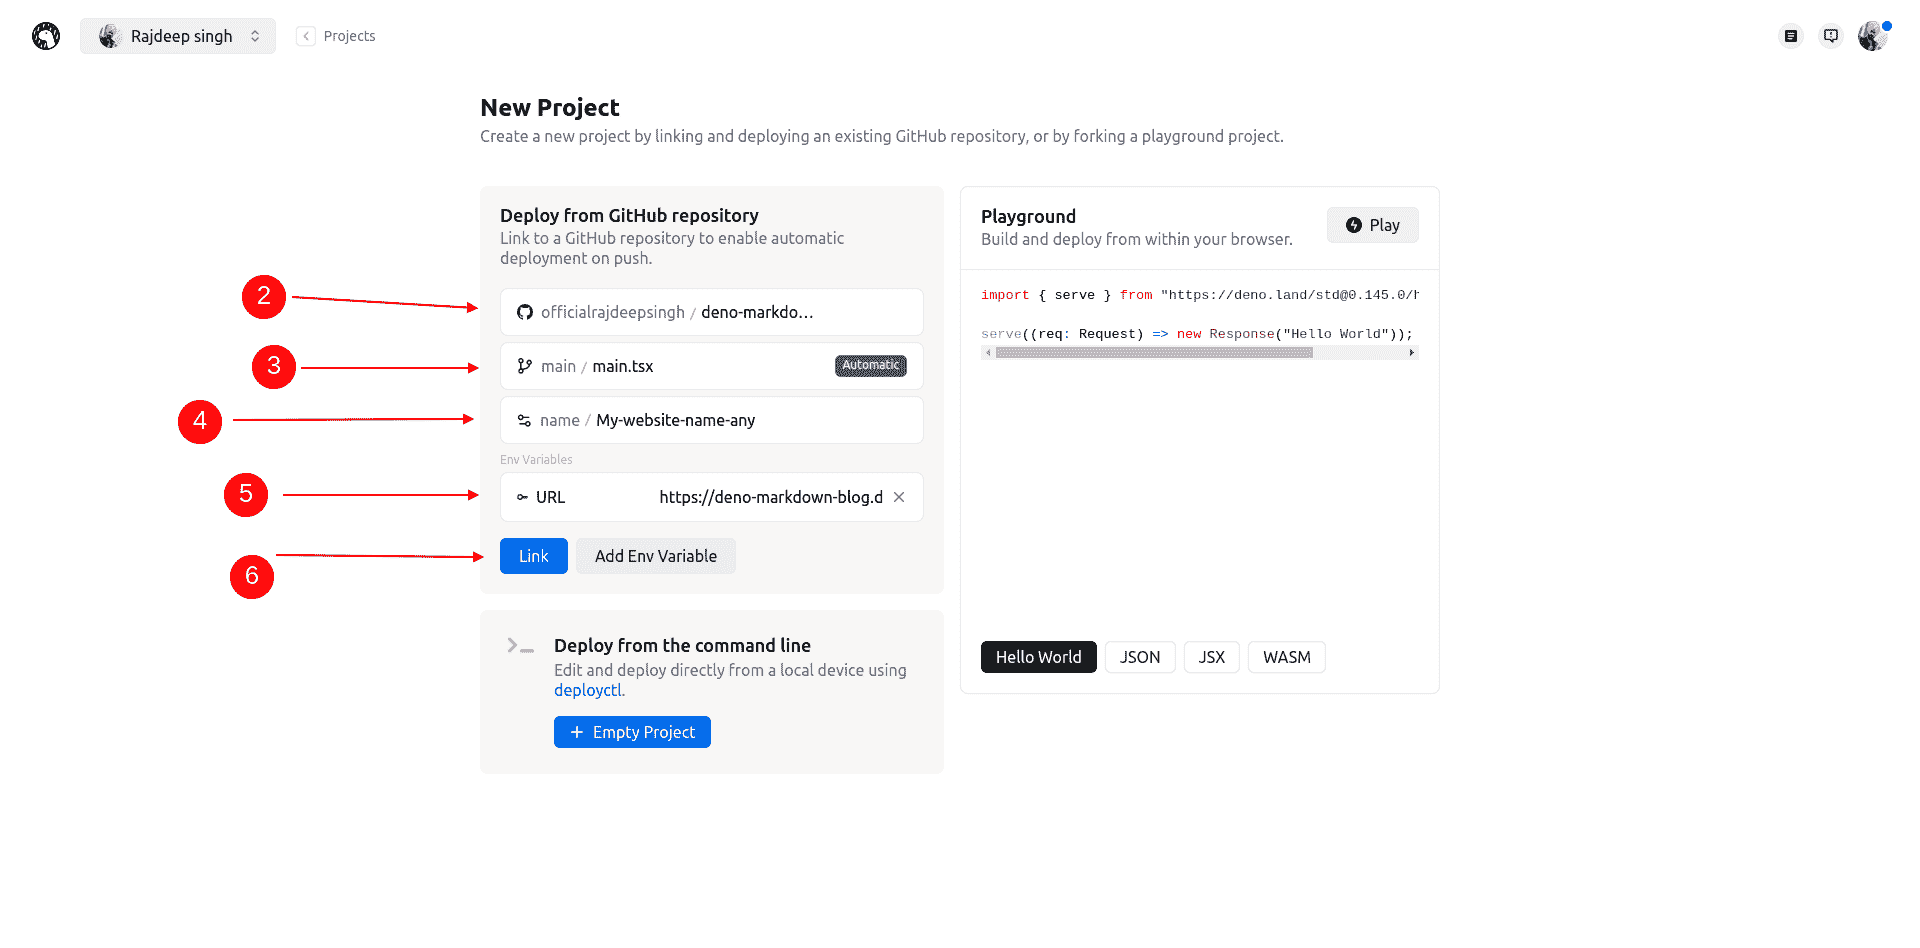 Rajdeep singh
Projects
New Project
Create a new project by linking and deploying an existing GitHub repository, or by forking a playground project.
Deploy from GitHub repository
Link to a GitHub repository to enable automatic
deployment on push.
2
officialrajdeepsingh / deno-markdo...
3
main / main.tsx
Automatic
4
name / My-website-name-any
Env Variables
5
URL
https://deno-markdown-blog.d
6
Link
Add Env Variable
Deploy from the command line
Edit and deploy directly from a local device using
deployctl.
+ Empty Project
Playground
Build and deploy from within your browser.
Play
import { serve } from "https://deno.land/std@0.145.0/h
serve((req: Request) => new Response("Hello World"));
Hello World
JSON
JSX
WASM